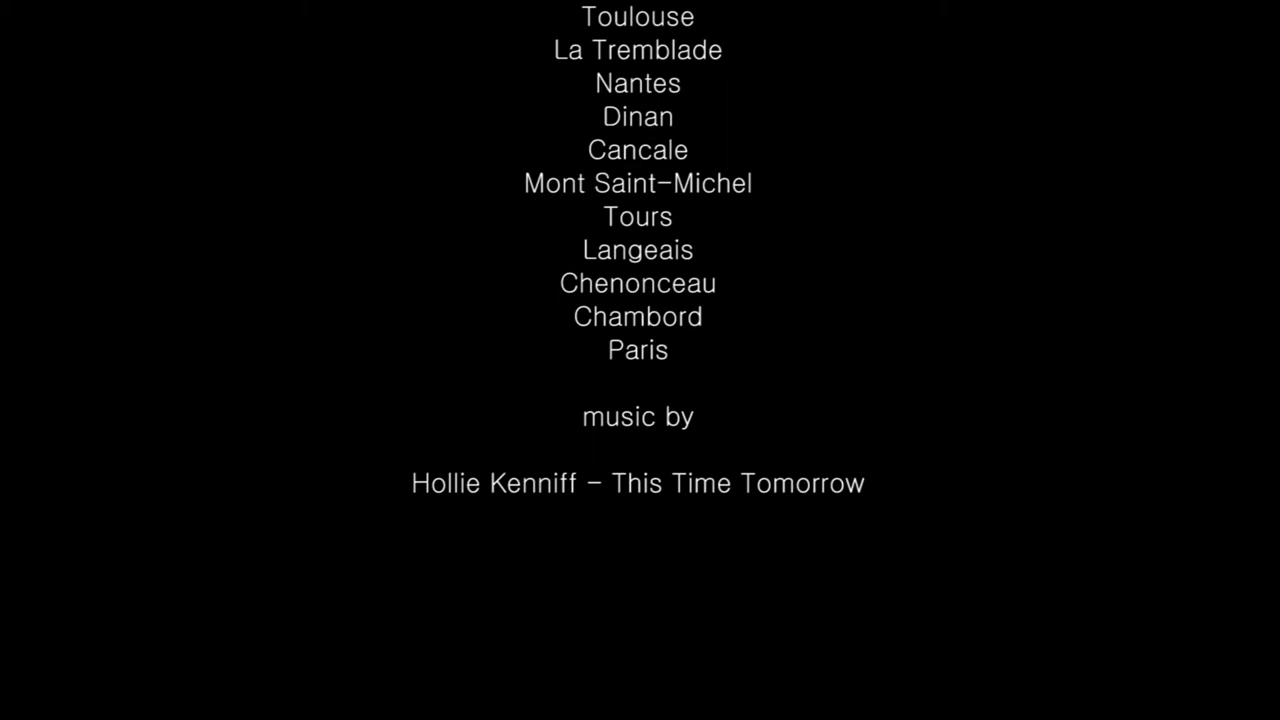 Toulouse
La Tremblade
Nantes
Dinan
Cancale
Mont Saint-Michel
Tours
Langeais
Chenonceau
Chambord
Paris
music by
Hollie Kenniff - This Time Tomorrow